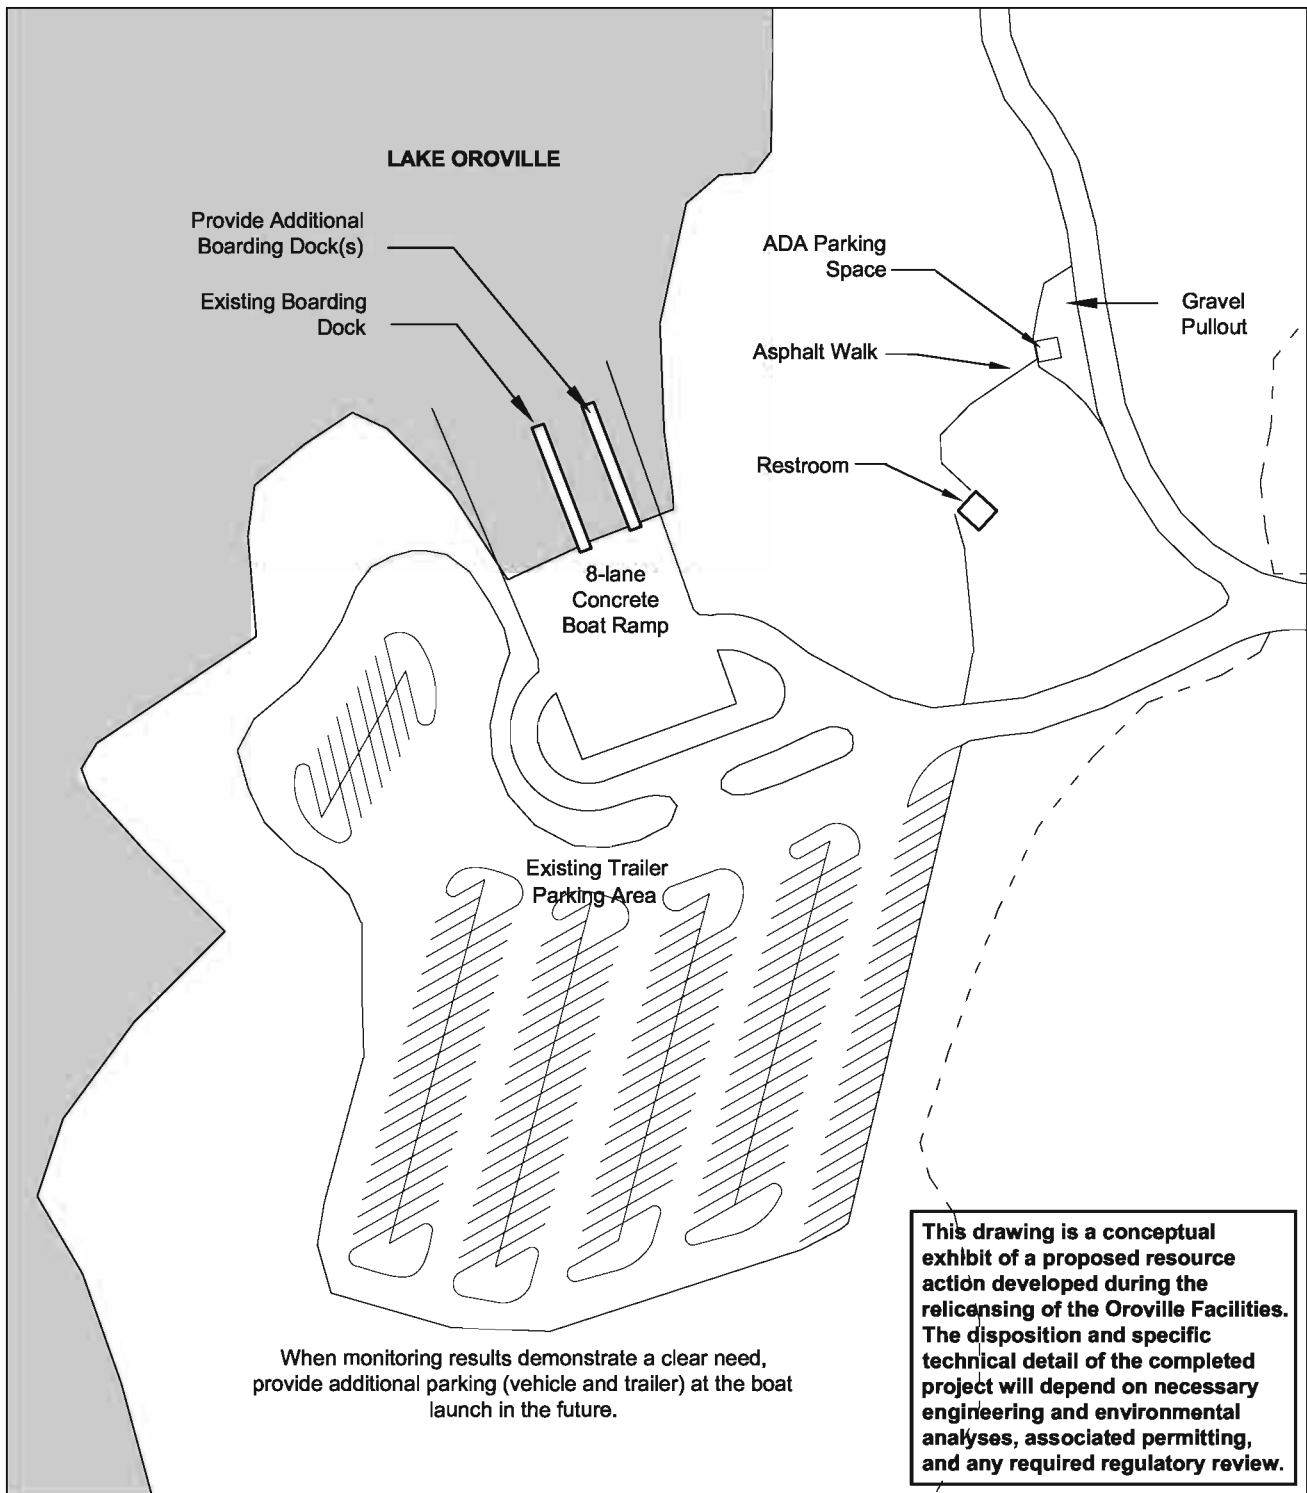 LAKE OROVILLE
Provide Additional
Boarding Dock(s)
Existing Boarding
Dock
ADA Parking
Space
Gravel
Pullout
Asphalt Walk
Restroom
8-lane
Concrete
Boat Ramp
Existing Trailer
Parking Area
When monitoring results demonstrate a clear need,
provide additional parking (vehicle and trailer) at the boat
launch in the future.
This drawing is a conceptual
exhibit of a proposed resource
action developed during the
relicensing of the Oroville Facilities.
The disposition and specific
technical detail of the completed
project will depend on necessary
engineering and environmental
analyses, associated permitting,
and any required regulatory review.